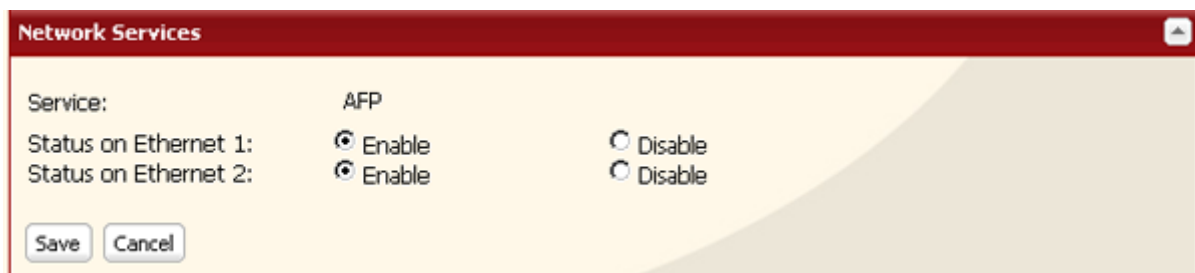 Network Services
Service: AFP
Status on Ethernet 1: Enable Disable
Status on Ethernet 2: Enable Disable
Save Cancel